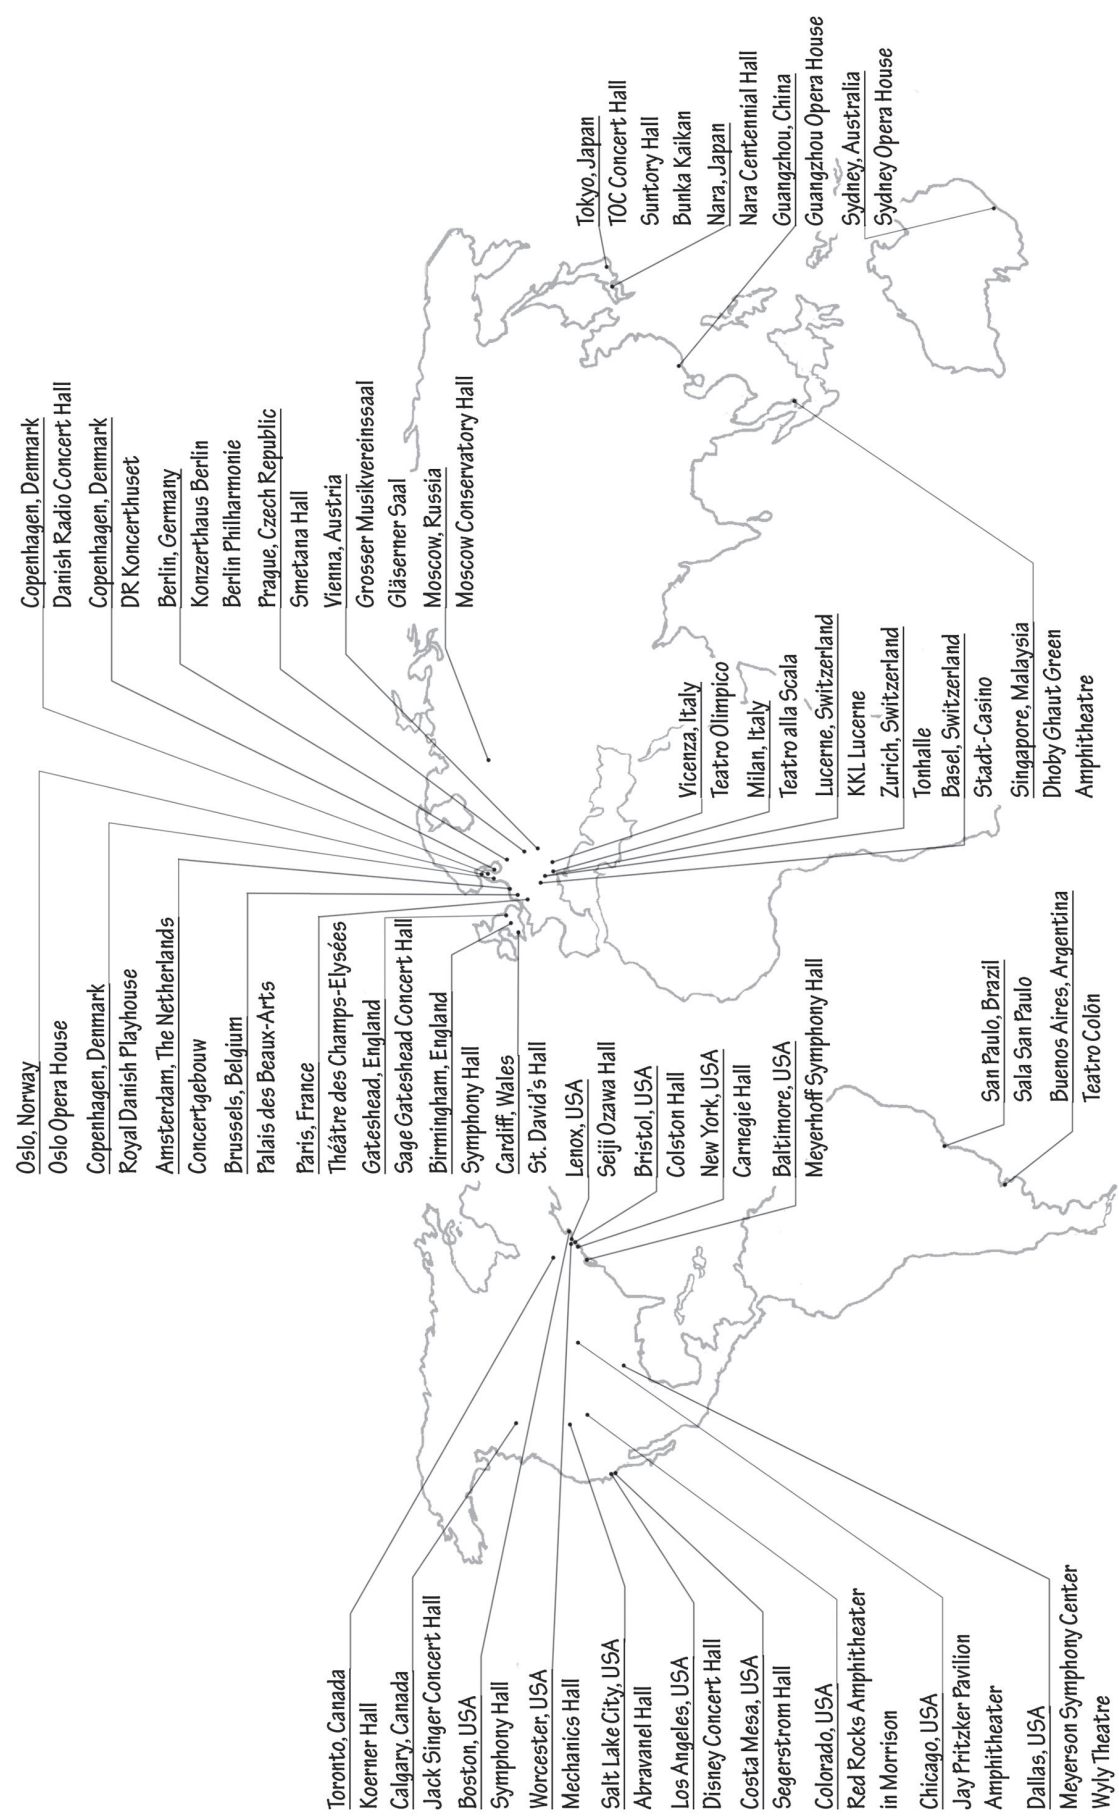 Toronto, Canada
Koerner Hall
Calgary, Canada
Jack Singer Concert Hall
Boston, USA
Symphony Hall
Worcester, USA
Mechanics Hall
Salt Lake City, USA
Abravanel Hall
Los Angeles, USA
Disney Concert Hall
Costa Mesa, USA
Segerstrom Hall
Colorado, USA
Red Rocks Amphitheater
in Morrison
Chicago, USA
Jay Pritzker Pavilion
Amphitheater
Dallas, USA
Meyerson Symphony Center
Wyly Theatre
Oslo, Norway
Oslo Opera House
Copenhagen, Denmark
Royal Danish Playhouse
Amsterdam, The Netherlands
Concertgebouw
Brussels, Belgium
Palais des Beaux-Arts
Paris, France
Théâtre des Champs-Elysées
Gateshead, England
Sage Gateshead Concert Hall
Birmingham, England
Symphony Hall
Cardiff, Wales
St. David's Hall
Lenox, USA
Seiji Ozawa Hall
Bristol, USA
Colston Hall
New York, USA
Carnegie Hall
Baltimore, USA
Meyerhoff Symphony Hall
San Paulo, Brazil
Sala San Paulo
Buenos Aires, Argentina
Teatro Colōn
Copenhagen, Denmark
Danish Radio Concert Hall
Copenhagen, Denmark
DR Koncerthuset
Berlin, Germany
Konzerthaus Berlin
Berlin Philharmonie
Prague, Czech Republic
Smetana Hall
Vienna, Austria
Grosser Musikvereinssaal
Gläserner Saal
Moscow, Russia
Moscow Conservatory Hall
Vicenza, Italy
Teatro Olimpico
Milan, Italy
Teatro alla Scala
Lucerne, Switzerland
KKL Lucerne
Zurich, Switzerland
Tonhalle
Basel, Switzerland
Stadt-Casino
Singapore, Malaysia
Dhoby Ghaut Green
Amphitheatre
Tokyo, Japan
TOC Concert Hall
Suntory Hall
Bunka Kaikan
Nara, Japan
Nara Centennial Hall
Guangzhou, China
Guangzhou Opera House
Sydney, Australia
Sydney Opera House